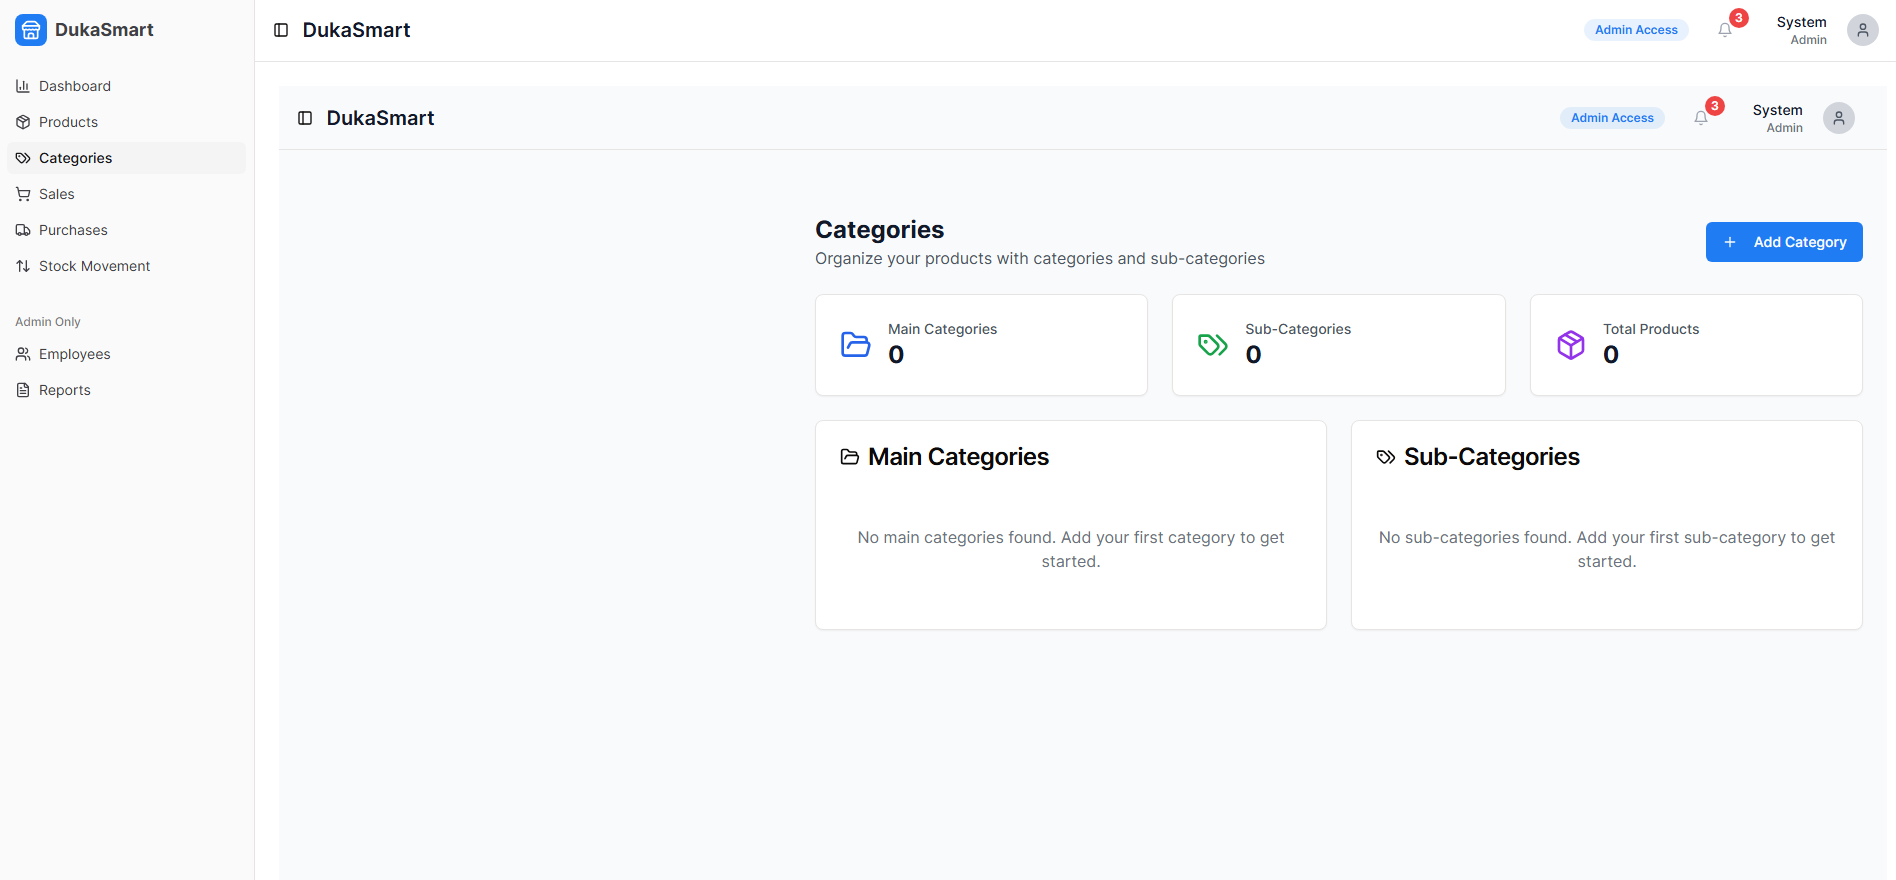 DukaSmart
Dashboard
Products
Categories
Sales
Purchases
Stock Movement
Admin Only
Employees
Reports
DukaSmart
Admin Access
3
System
Admin
DukaSmart
Admin Access
3
System
Admin
Categories
Organize your products with categories and sub-categories
Add Category
Main Categories
0
Sub-Categories
0
Total Products
0
Main Categories
No main categories found. Add your first category to get
started.
Sub-Categories
No sub-categories found. Add your first sub-category to get
started.